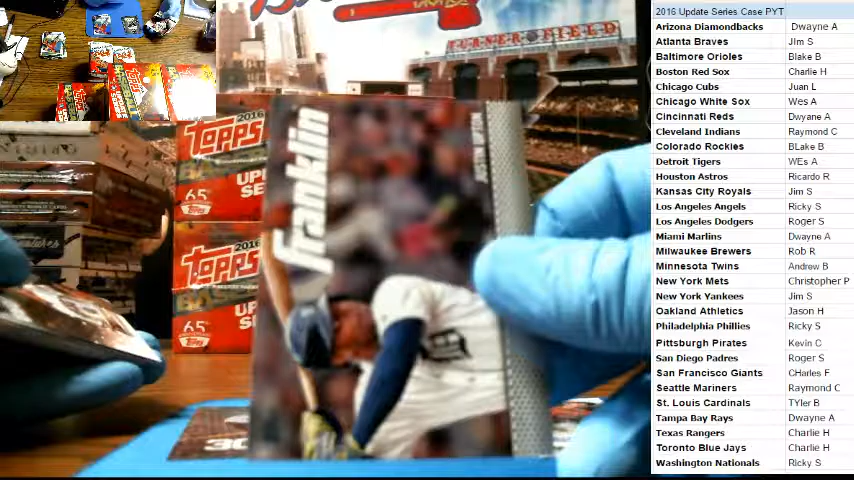 2016 Update Series Case PYT
Arizona Diamondbacks Dwayne A
Atlanta Braves Jim S
Baltimore Orioles Blake B
Boston Red Sox Charlie H
Chicago Cubs Juan L
Chicago White Sox Wes A
Cincinnati Reds Dwyane A
Cleveland Indians Raymond C
Colorado Rockies BLake B
Detroit Tigers WEs A
Houston Astros Ricardo R
Kansas City Royals Jim S
Los Angeles Angels Ricky S
Los Angeles Dodgers Roger S
Miami Marlins Dwayne A
Milwaukee Brewers Rob R
Minnesota Twins Andrew B
New York Mets Christopher P
New York Yankees Jim S
Oakland Athletics Jason H
Philadelphia Phillies Ricky S
Pittsburgh Pirates Kevin C
San Diego Padres Roger S
San Francisco Giants CHarles F
Seattle Mariners Raymond C
St. Louis Cardinals TYler B
Tampa Bay Rays Dwayne A
Texas Rangers Charlie H
Toronto Blue Jays Charlie H
Washington Nationals Ricky S
TURNER FIELD
2016
Topps
UP
SE
65
Topps
2016
Topps
UP
S
65
Franklin
D
30